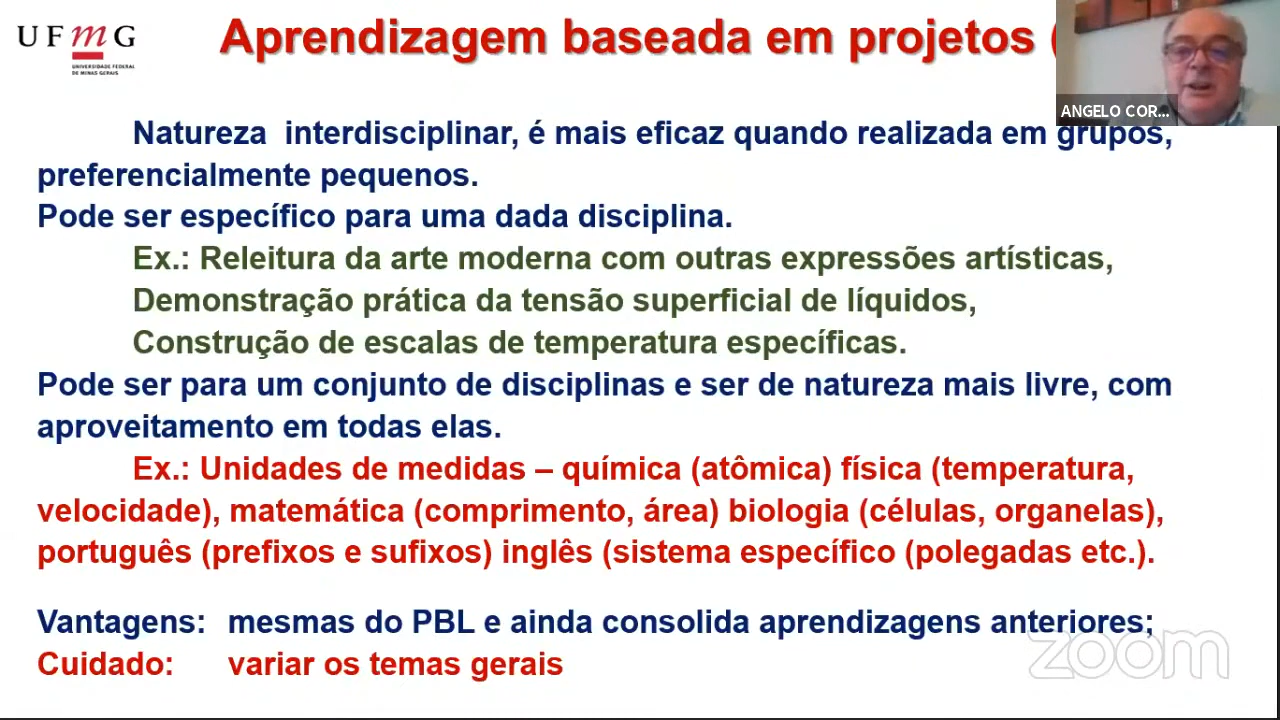 UFmG
UNIVERSIDADE FEDERAL
DE MINAS GERAIS
Aprendizagem baseada em projetos (
ANGELO COR...
Natureza interdisciplinar, é mais eficaz quando realizada em grupos,
preferencialmente pequenos.
Pode ser específico para uma dada disciplina.
Ex.: Releitura da arte moderna com outras expressões artísticas,
Demonstração prática da tensão superficial de líquidos,
Construção de escalas de temperatura específicas.
Pode ser para um conjunto de disciplinas e ser de natureza mais livre, com
aproveitamento em todas elas.
Ex.: Unidades de medidas – química (atômica) física (temperatura,
velocidade), matemática (comprimento, área) biologia (células, organelas),
português (prefixos e sufixos) inglês (sistema específico (polegadas etc.).
Vantagens: mesmas do PBL e ainda consolida aprendizagens anteriores;
Cuidado: variar os temas gerais
zoom